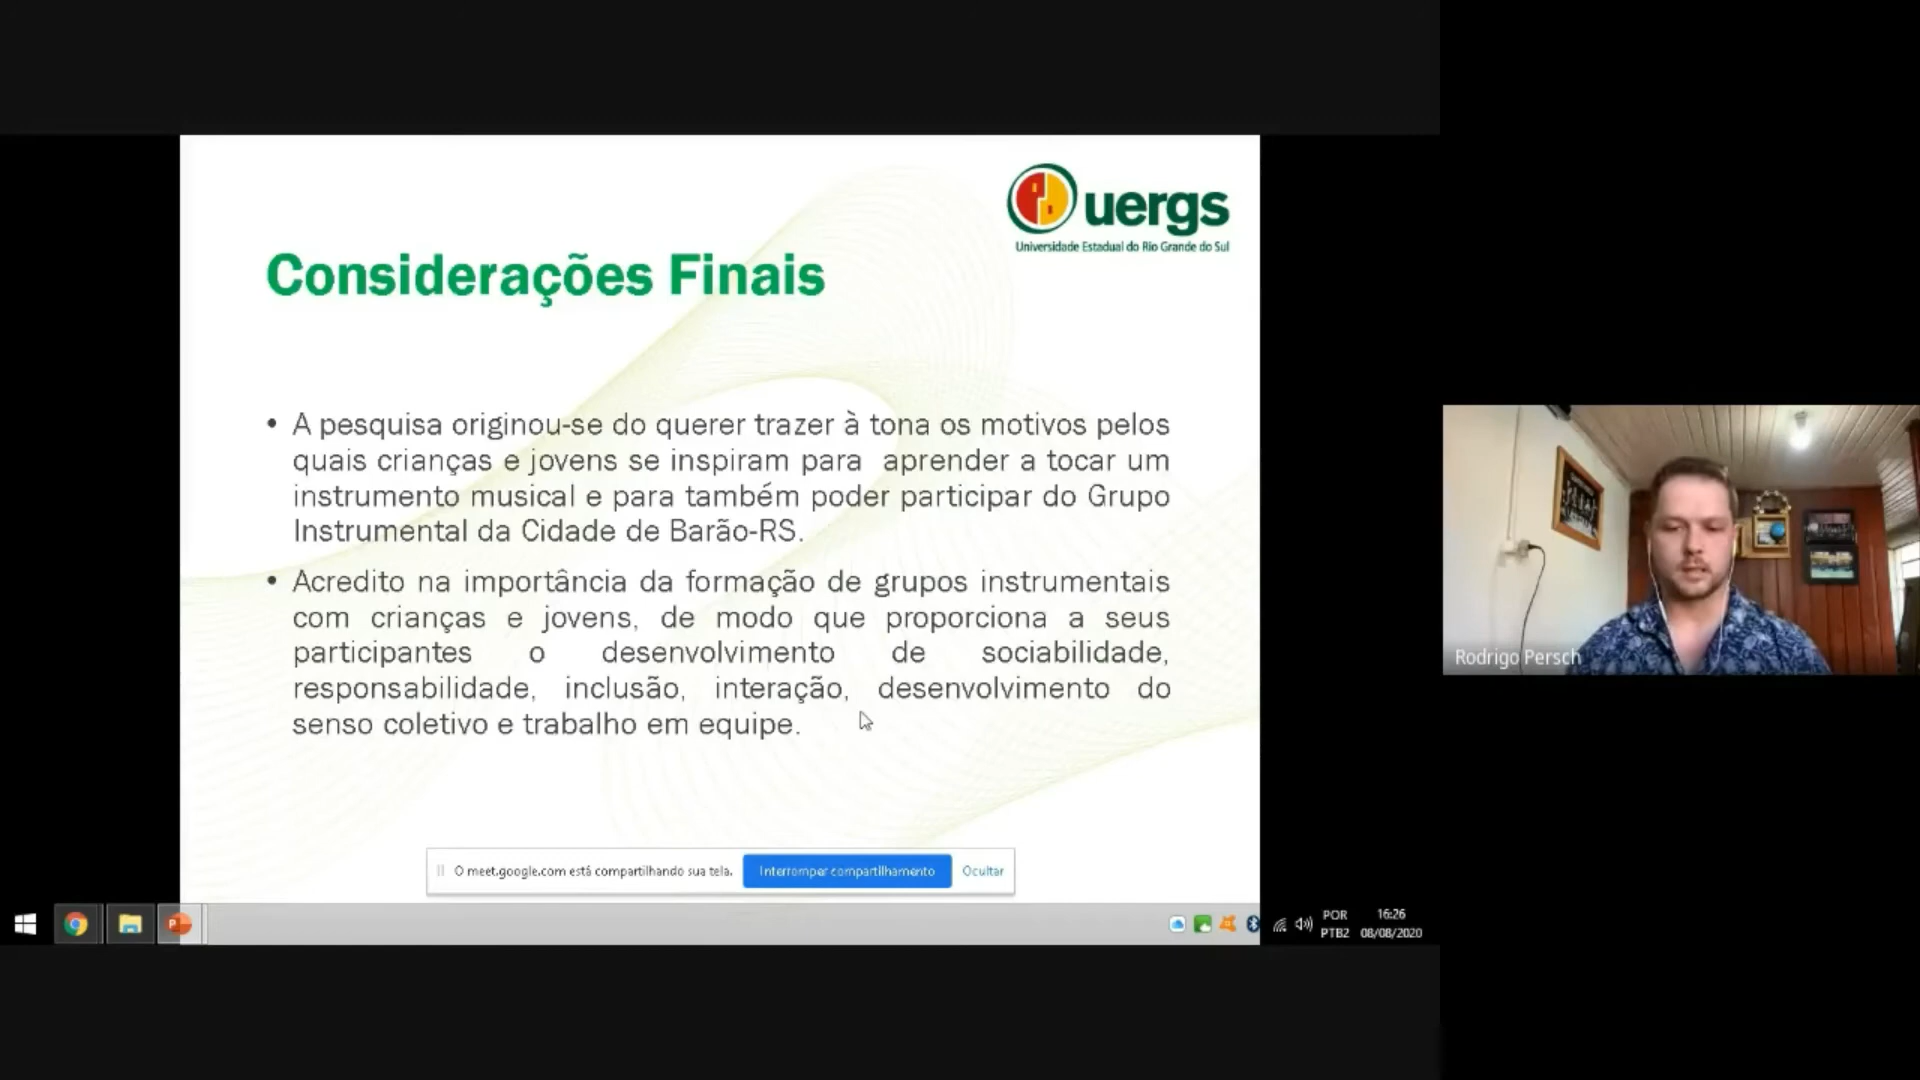 uergs
Universidade Estadual do Rio Grande do Sul
Considerações Finais
• A pesquisa originou-se do querer trazer à tona os motivos pelos
quais crianças e jovens se inspiram para aprender a tocar um
instrumento musical e para também poder participar do Grupo
Instrumental da Cidade de Barão-RS.
• Acredito na importância da formação de grupos instrumentais
com crianças e jovens, de modo que proporciona a seus
participantes o desenvolvimento de sociabilidade,
responsabilidade, inclusão, interação, desenvolvimento do
senso coletivo e trabalho em equipe.
Rodrigo Persch
O meet.google.com está compartilhando sua tela.
Interromper compartilhamento
Ocultar
POR
PTB2
16:26
08/08/2020